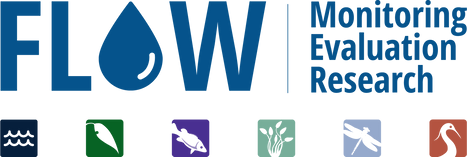 FLOW
Monitoring
Evaluation
Research